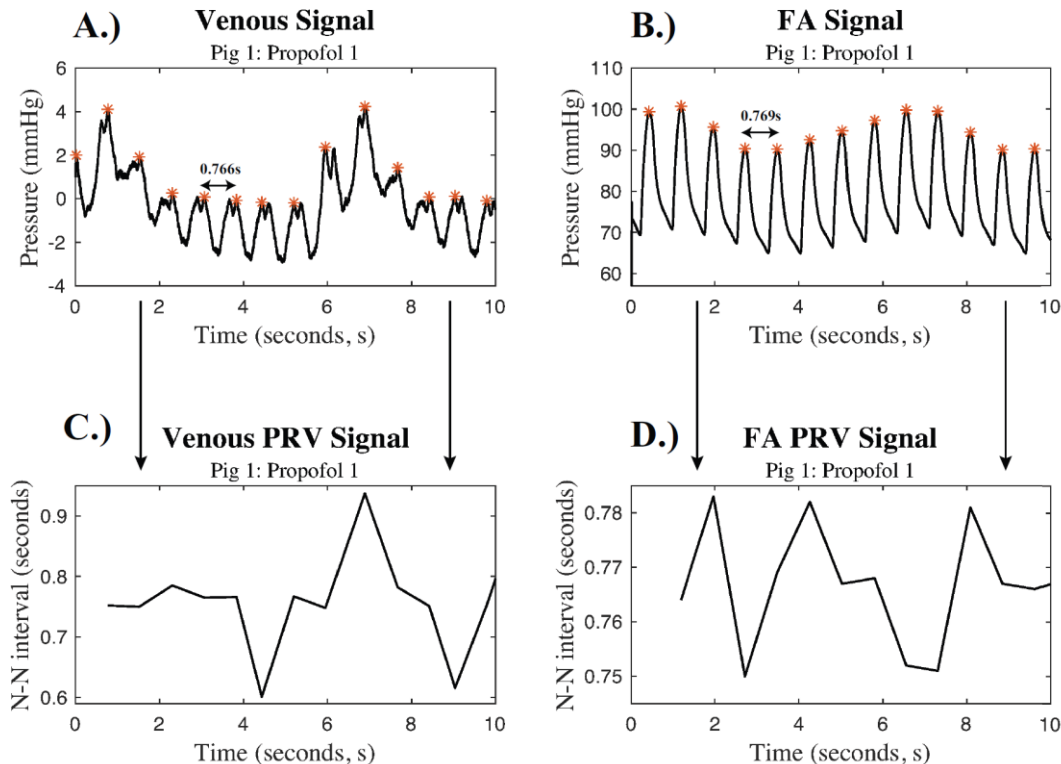 A.)
Venous Signal
Pig 1: Propofol 1
6
4
2
0
-2
-4
Pressure (mmHg)
0.766s
0 2 4 6 8 10
Time (seconds, s)
B.)
FA Signal
Pig 1: Propofol 1
110
100
90
80
70
60
Pressure (mmHg)
0.769s
0 2 4 6 8 10
Time (seconds, s)
C.)
Venous PRV Signal
Pig 1: Propofol 1
0.9
0.8
0.7
0.6
N-N interval (seconds)
0 2 4 6 8 10
Time (seconds, s)
D.)
FA PRV Signal
Pig 1: Propofol 1
0.78
0.77
0.76
0.75
N-N interval (seconds)
0 2 4 6 8 10
Time (seconds, s)